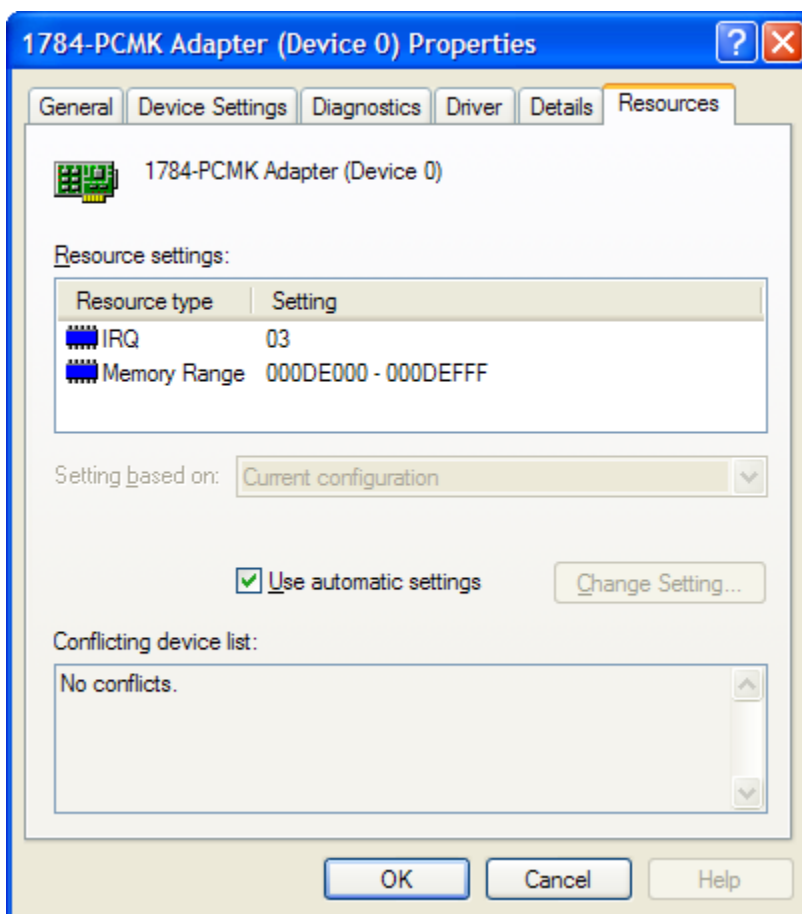 1784-PCMK Adapter (Device 0) Properties
General Device Settings Diagnostics Driver Details Resources
1784-PCMK Adapter (Device 0)
Resource settings:
Resource type Setting
IRQ 03
Memory Range 000DE000 - 000DEFFF
Setting based on: Current configuration
Use automatic settings Change Setting...
Conflicting device list:
No conflicts.
OK Cancel Help